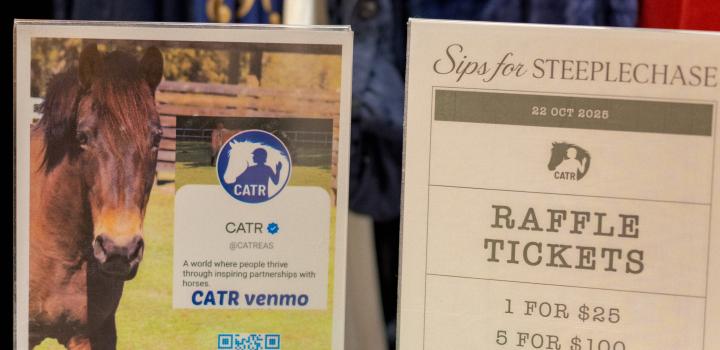 CATR
CATR
@CATREAS
A world where people thrive
through inspiring partnerships with
horses.
CATR venmo
Sips for STEEPLECHASE
22 OCT 2025
CATR
RAFFLE
TICKETS
1 FOR $25
5 FOR $100